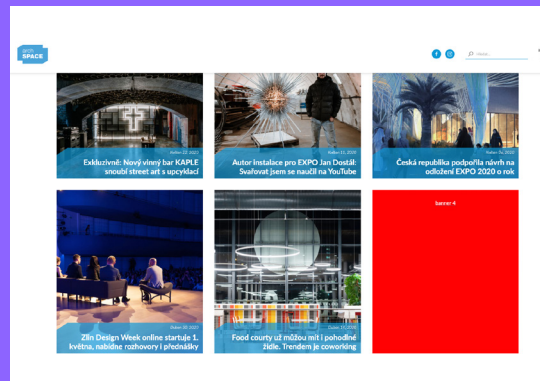 arch
SPACE
Exkluzivně: Nový vinný bar KAPLE
snoubí street art s upcyklací
Autor instalace pro EXPO Jan Dostál:
Svařovat jsem se naučil na YouTube
Česká republika podpořila návrh na
odložení EXPO 2020 o rok
banner 4
Zlín Design Week online startuje 1.
května, nabídne rozhovory i přednášky
Food courty už můžou mít i pohodlné
židle. Trendem je coworking